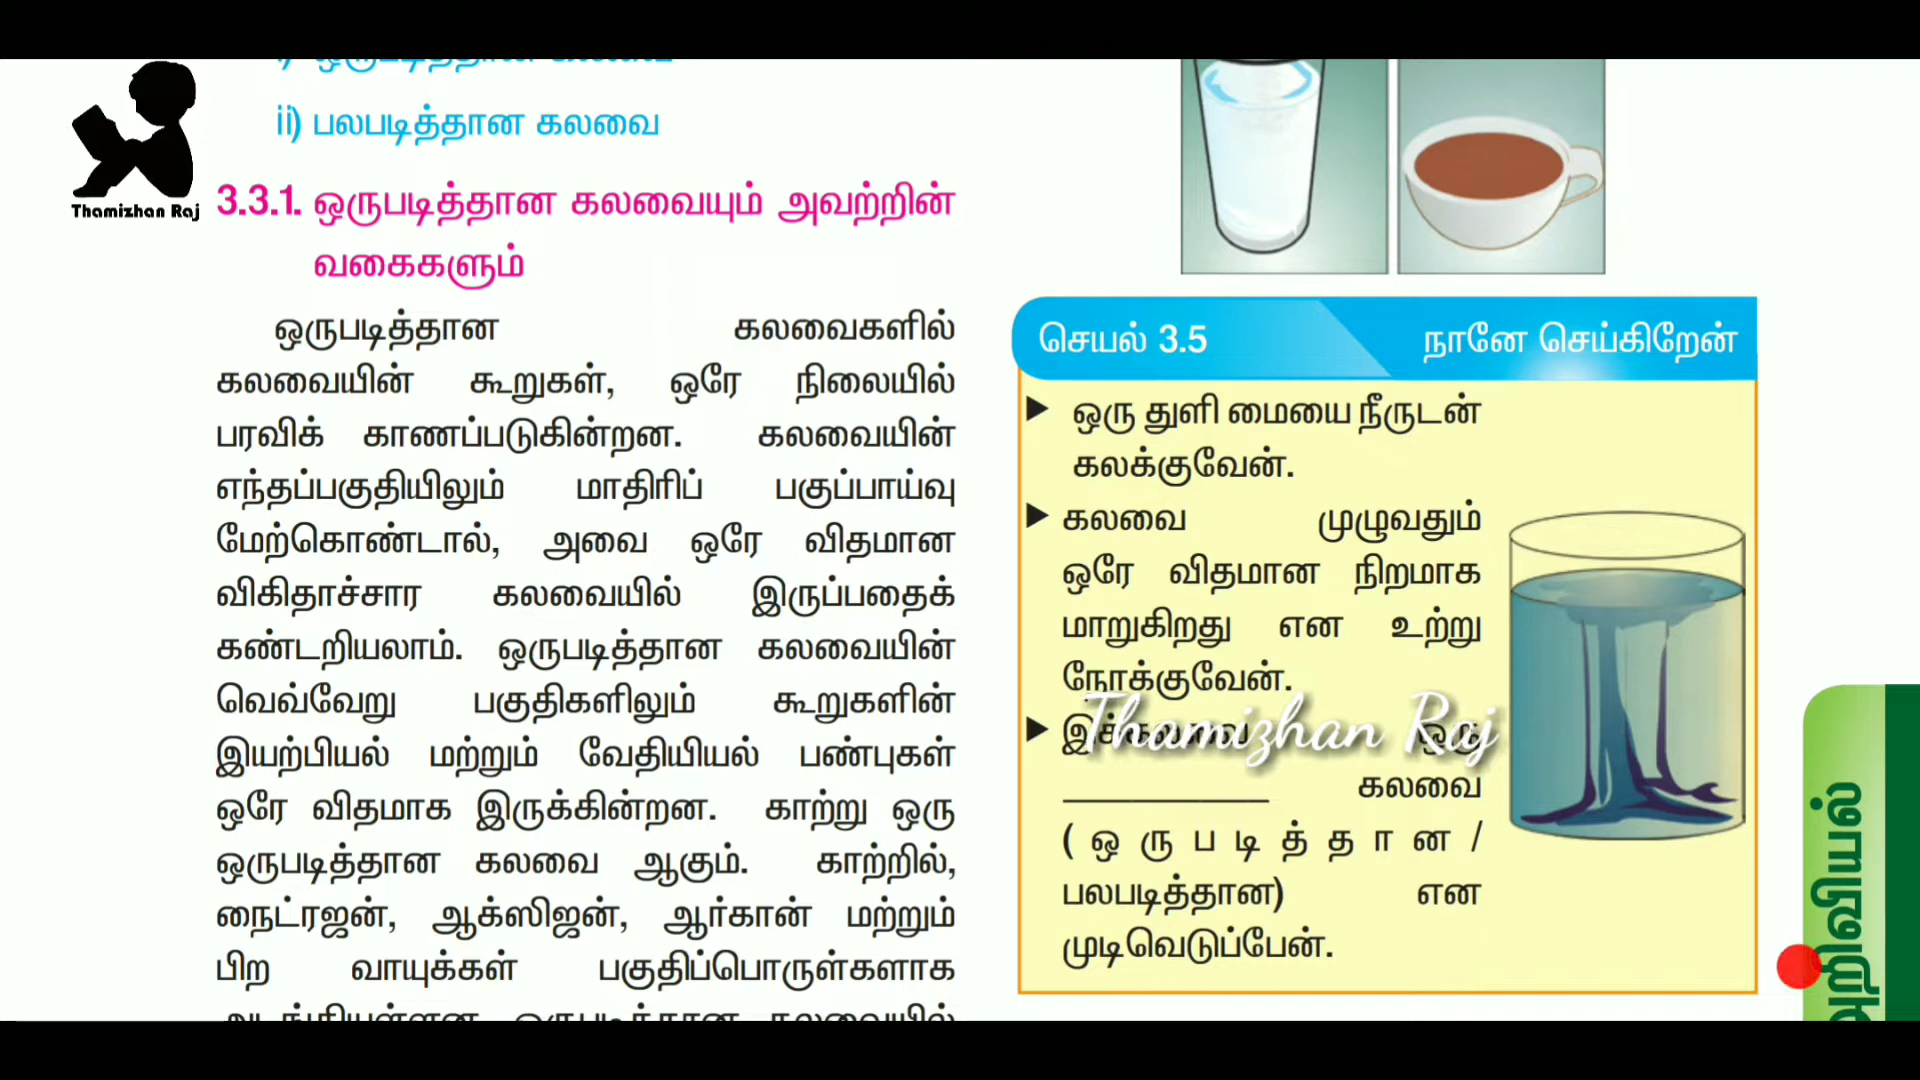 ii) பலபடித்தான கலவை
Thamizhan Raj
3.3.1. ஒருபடித்தான கலவையும் அவற்றின்
வகைகளும்
ஒருபடித்தான கலவைகளில்
கலவையின் கூறுகள், ஒரே நிலையில்
பரவிக் காணப்படுகின்றன. கலவையின்
எந்தப்பகுதியிலும் மாதிரிப் பகுப்பாய்வு
மேற்கொண்டால், அவை ஒரே விதமான
விகிதாச்சார கலவையில் இருப்பதைக்
கண்டறியலாம். ஒருபடித்தான கலவையின்
வெவ்வேறு பகுதிகளிலும் கூறுகளின்
இயற்பியல் மற்றும் வேதியியல் பண்புகள்
ஒரே விதமாக இருக்கின்றன. காற்று ஒரு
ஒருபடித்தான கலவை ஆகும். காற்றில்,
நைட்ரஜன், ஆக்ஸிஜன், ஆர்கான் மற்றும்
பிற வாயுக்கள் பகுதிப்பொருள்களாக
செயல் 3.5 நானே செய்கிறேன்
ஒரு துளி மையை நீருடன்
கலக்குவேன்.
கலவை முழுவதும்
ஒரே விதமான நிறமாக
மாறுகிறது என உற்று
நோக்குவேன்.
Thamizhan Raj
ஒரு
____________ கலவை
(ஒருபடித்தான/
பலபடித்தான) என
முடிவெடுப்பேன்.
அறிவியல்